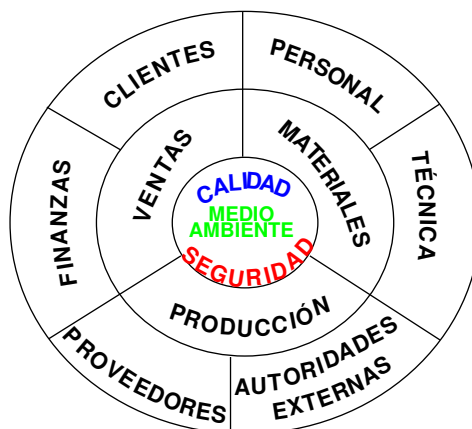 CLIENTES
PERSONAL
FINANZAS
VENTAS
MATERIALES
TÉCNICA
CALIDAD
MEDIO
AMBIENTE
SEGURIDAD
PRODUCCIÓN
PROVEEDORES
AUTORIDADES
EXTERNAS